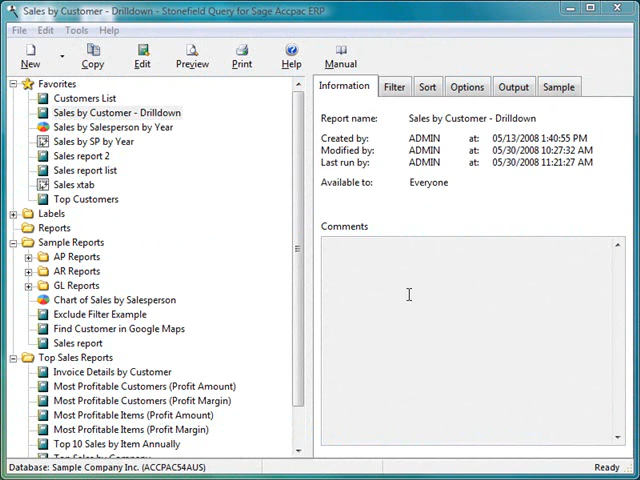 Sales by Customer - Drilldown - Stonefield Query for Sage Accpac ERP
File Edit Tools Help
New Copy Edit Preview Print Help Manual
Favorites
Customers List
Sales by Customer - Drilldown
Sales by Salesperson by Year
Sales by SP by Year
Sales report 2
Sales report list
Sales xtab
Top Customers
Labels
Reports
Sample Reports
AP Reports
AR Reports
GL Reports
Chart of Sales by Salesperson
Exclude Filter Example
Find Customer in Google Maps
Sales report
Top Sales Reports
Invoice Details by Customer
Most Profitable Customers (Profit Amount)
Most Profitable Customers (Profit Margin)
Most Profitable Items (Profit Amount)
Most Profitable Items (Profit Margin)
Top 10 Sales by Item Annually
Information Filter Sort Options Output Sample
Report name: Sales by Customer - Drilldown
Created by: ADMIN at: 05/13/2008 1:40:55 PM
Modified by: ADMIN at: 05/30/2008 10:27:32 AM
Last run by: ADMIN at: 05/30/2008 11:21:27 AM
Available to: Everyone
Comments
Database: Sample Company Inc. (ACCPAC54AUS) Ready